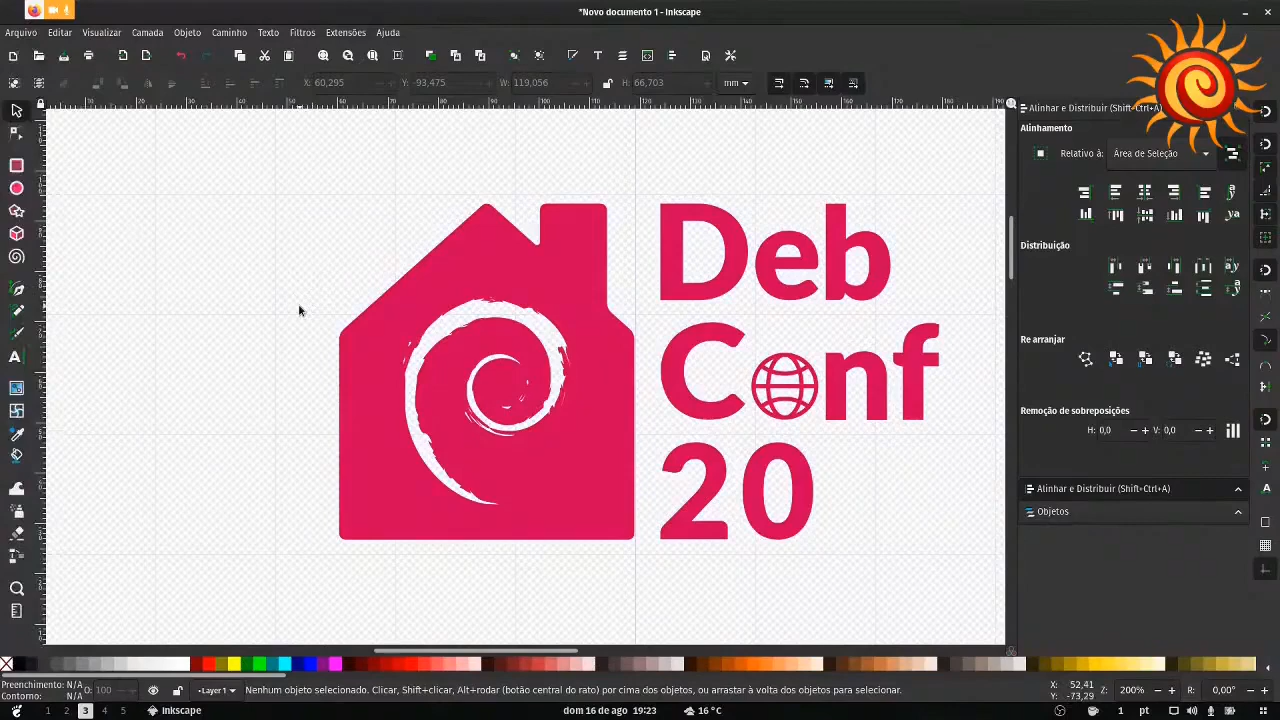 *Novo documento 1 - Inkscape
Arquivo Editar Visualizar Camada Objeto Caminho Texto Filtros Extensões Ajuda
X: 60,295 Y: -93,475 W: 119,056 H: 66,703 mm
Alinhar e Distribuir (Shift+Ctrl+A)
Alinhamento
Relativo à: Área de Seleção
Distribuição
Re arranjar
Remoção de sobreposições
H: 0,0 V: 0,0
Alinhar e Distribuir (Shift+Ctrl+A)
Objetos
Deb
Conf
20
Preenchimento: N/A
Contorno: N/A
O: 100
-Layer1
Nenhum objeto selecionado. Clicar, Shift+clicar, Alt+rodar (botão central do rato) por cima dos objetos, ou arrastar à volta dos objetos para selecionar.
X: 52,41
Y: -73,29
Z: 200%
R: 0,00°
1 2 3 4 5 Inkscape dom 16 de ago 19:23 16 °C 1 pt